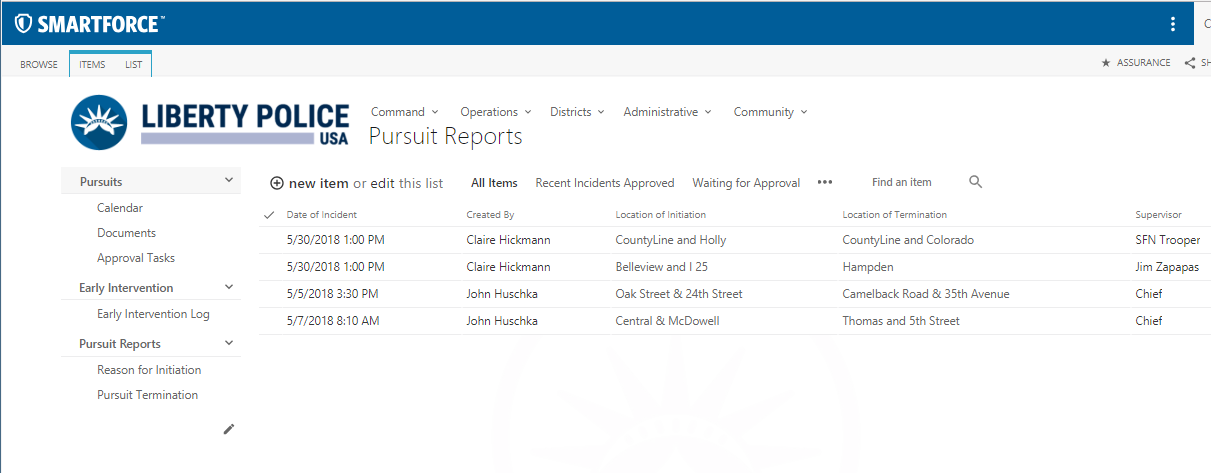 SMARTFORCE™
BROWSE ITEMS LIST ASSURANCE SH
LIBERTY POLICE
USA
Command Operations Districts Administrative Community
Pursuit Reports
Pursuits
Calendar
Documents
Approval Tasks
Early Intervention
Early Intervention Log
Pursuit Reports
Reason for Initiation
Pursuit Termination
new item or edit this list All Items Recent Incidents Approved Waiting for Approval ••• Find an item
Date of Incident Created By Location of Initiation Location of Termination Supervisor
5/30/2018 1:00 PM Claire Hickmann CountyLine and Holly CountyLine and Colorado SFN Trooper
5/30/2018 1:00 PM Claire Hickmann Belleview and I 25 Hampden Jim Zapapas
5/5/2018 3:30 PM John Huschka Oak Street & 24th Street Camelback Road & 35th Avenue Chief
5/7/2018 8:10 AM John Huschka Central & McDowell Thomas and 5th Street Chief